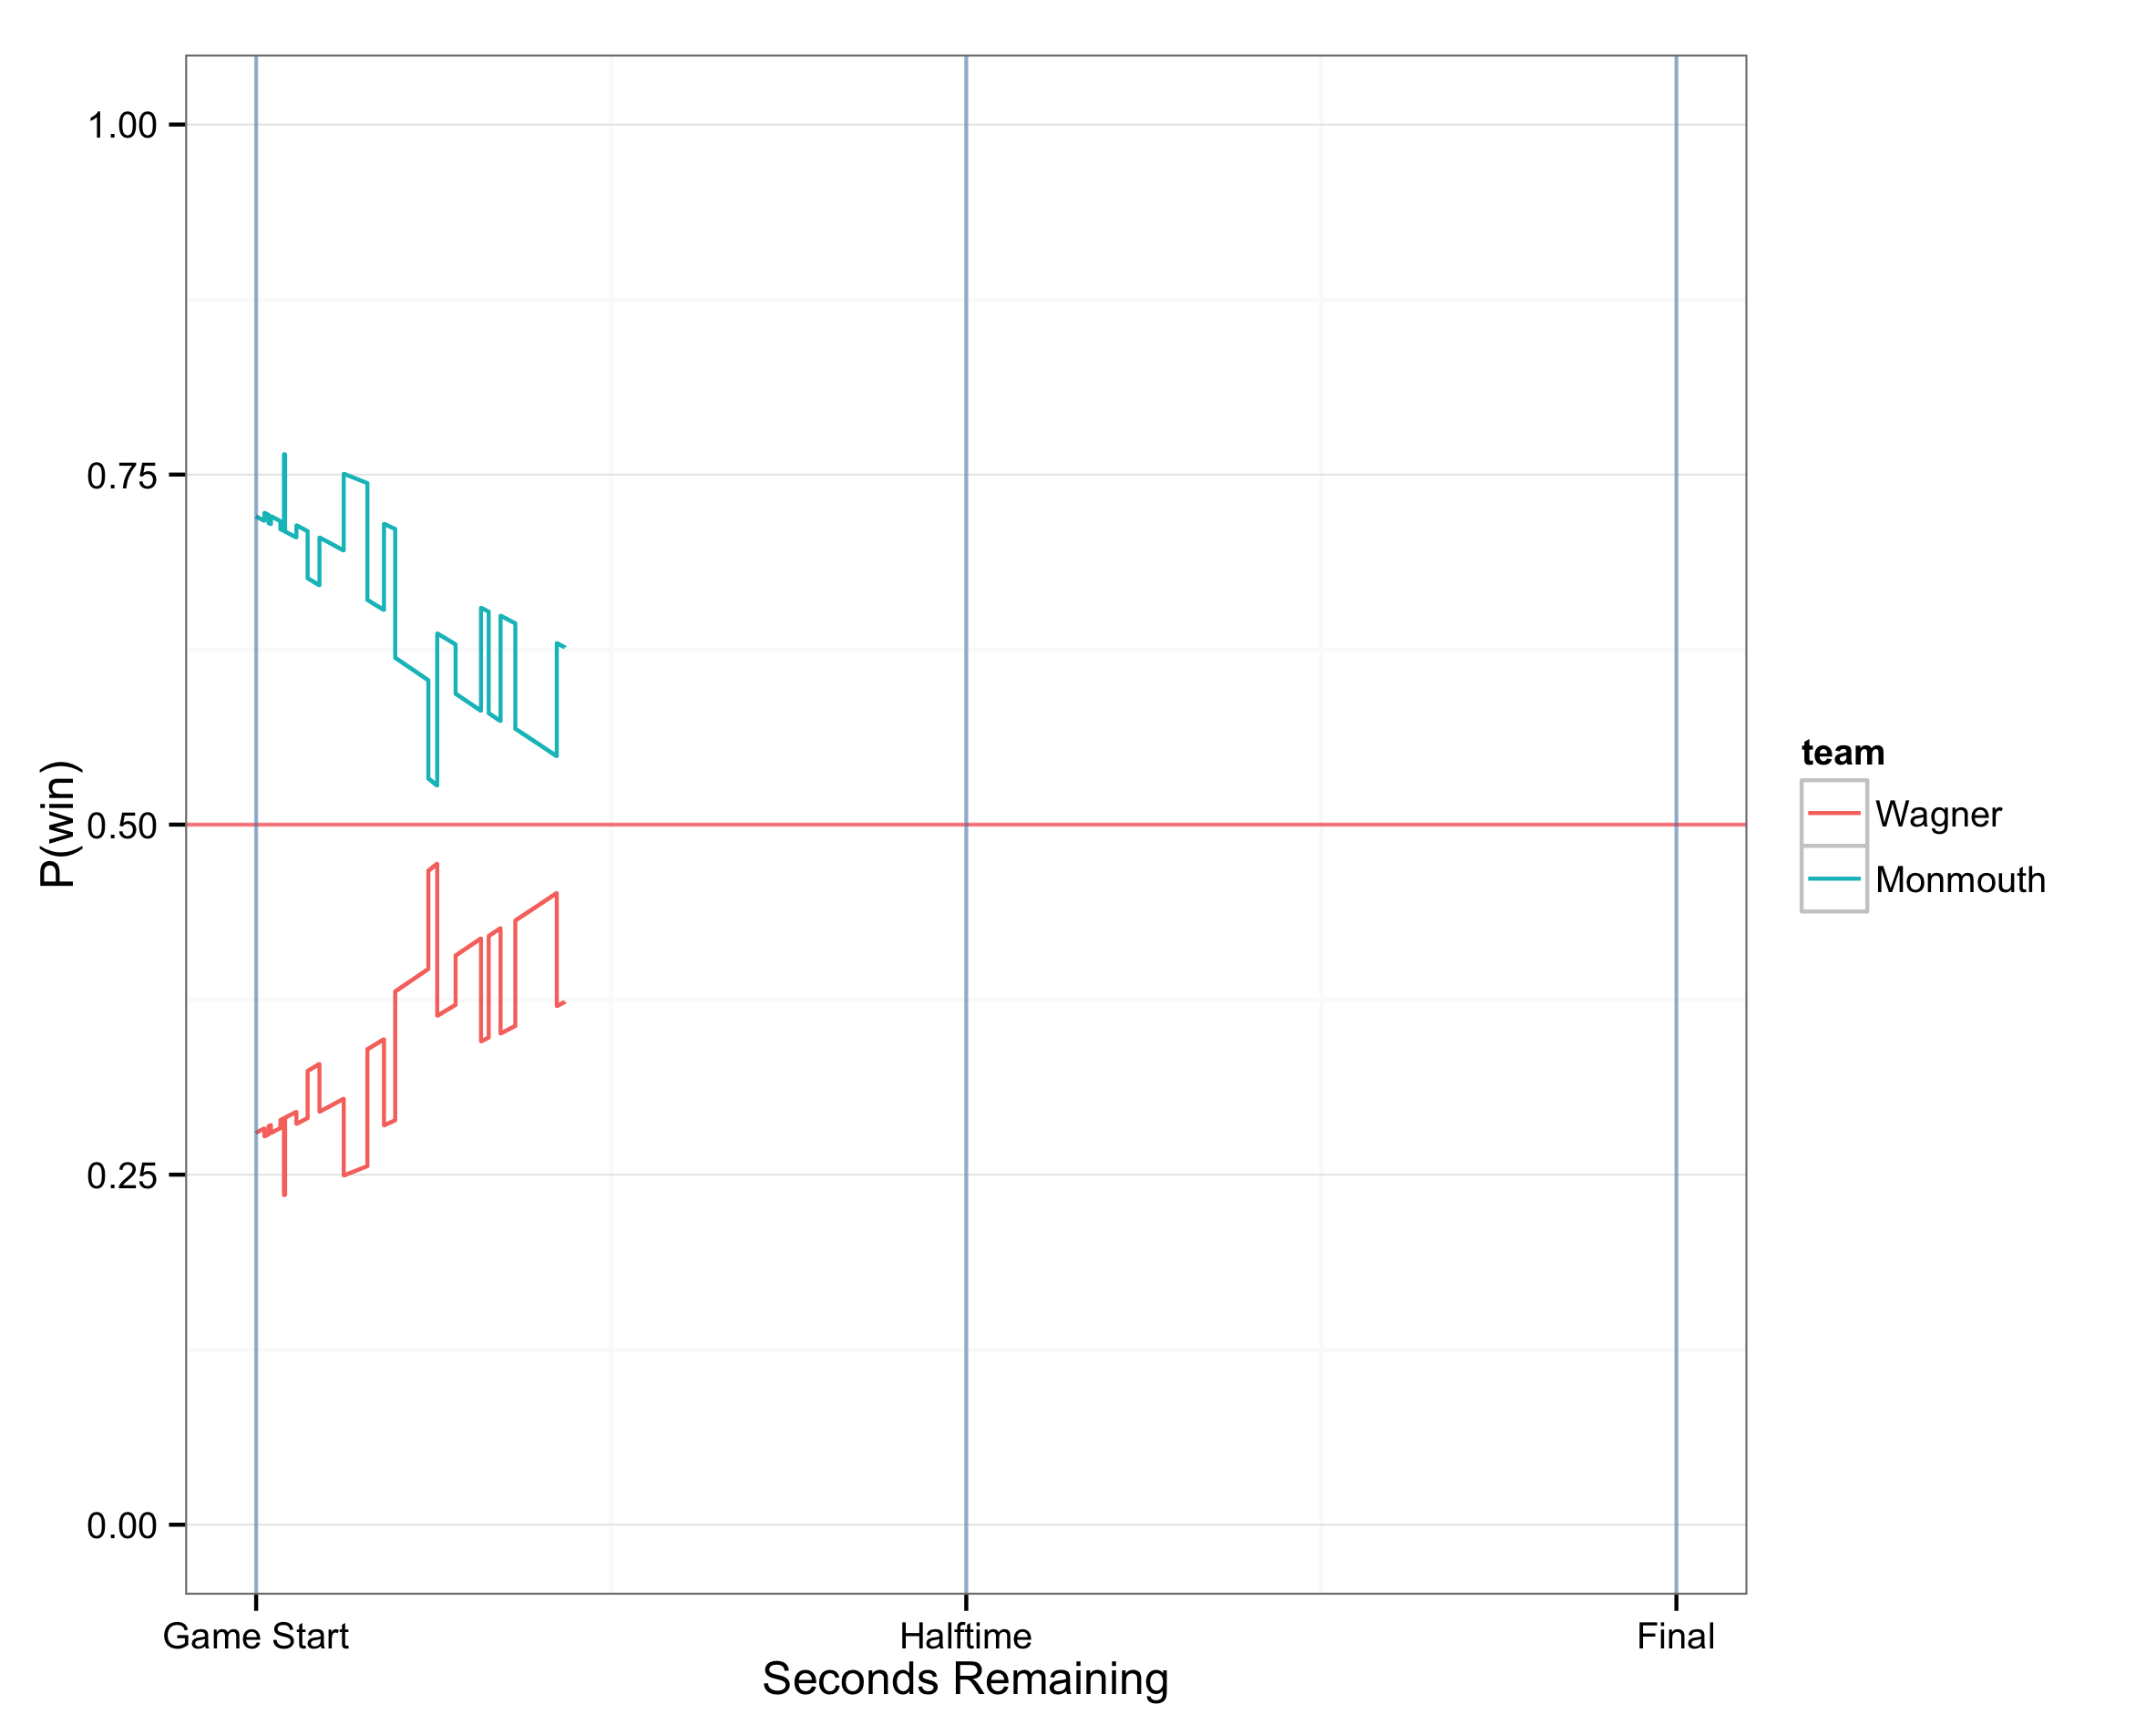 1.00
0.75
0.50
0.25
0.00
P(win)
Game Start
Halftime
Final
Seconds Remaining
team
Wagner
Monmouth